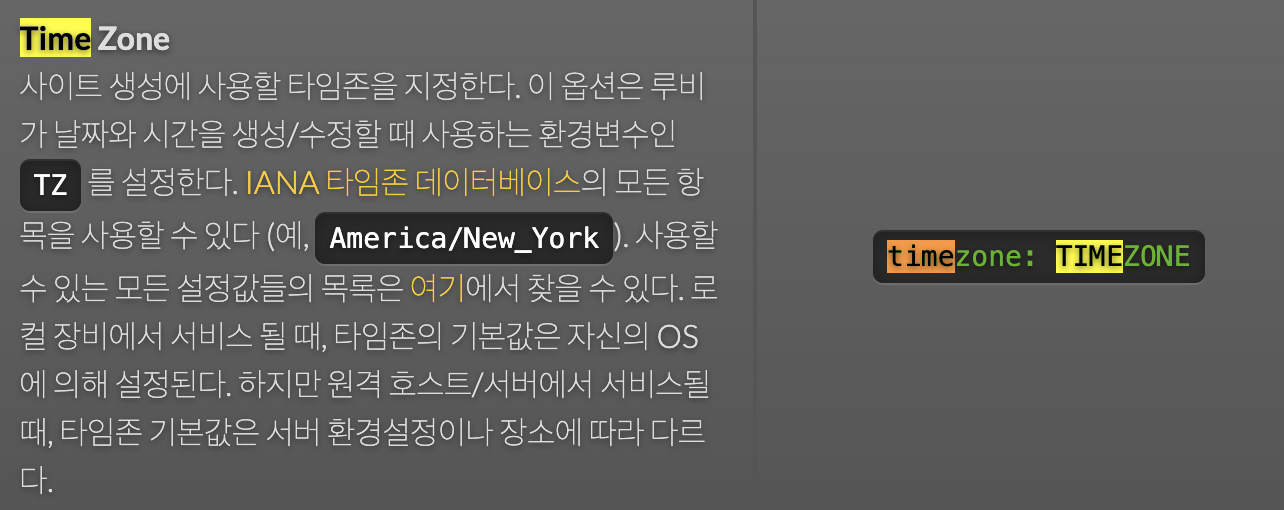 Time Zone
사이트 생성에 사용할 타임존을 지정한다. 이 옵션은 루비
가 날짜와 시간을 생성/수정할 때 사용하는 환경변수인
TZ 를 설정한다. IANA 타임존 데이터베이스의 모든 항
목을 사용할 수 있다 (예, America/New_York). 사용할
수 있는 모든 설정값들의 목록은 여기에서 찾을 수 있다. 로
컬 장비에서 서비스 될 때, 타임존의 기본값은 자신의 OS
에 의해 설정된다. 하지만 원격 호스트/서버에서 서비스될
때, 타임존 기본값은 서버 환경설정이나 장소에 따라 다르
다.
timezone: TIMEZONE